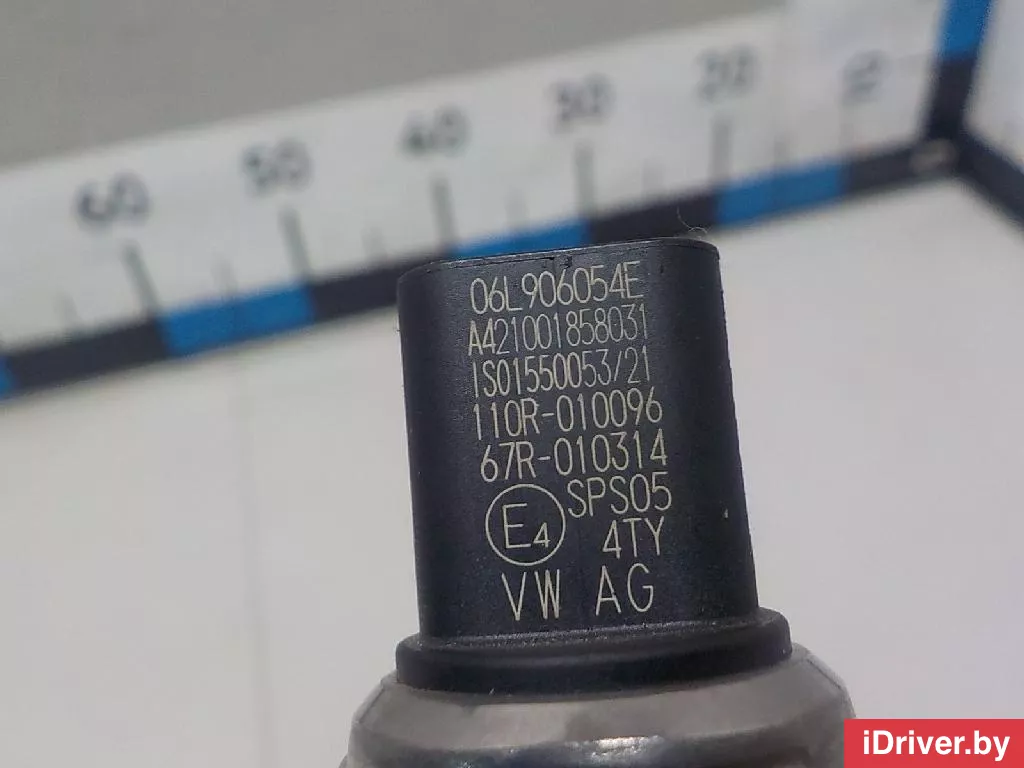 60 50 40 30 20 10
06L906054E
A421001858031
1S01550053/21
110R-010096
67R-010314
E4 SPS05
4TY
VW AG
iDriver.by